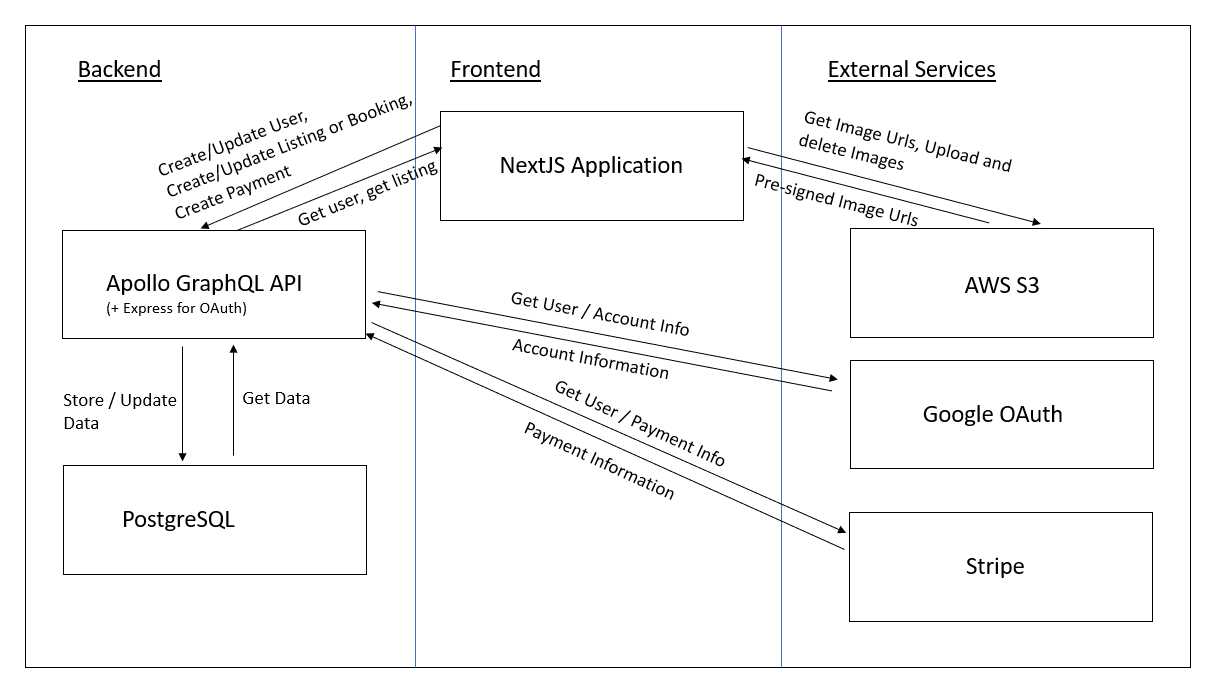 Backend
Frontend
External Services
Create/Update User,
Create/Update Listing or Booking,
Create Payment
Get user, get listing
NextJS Application
Get Image Urls, Upload and
delete Images
Pre-signed Image Urls
Apollo GraphQL API
(+ Express for OAuth)
AWS S3
Get User / Account Info
Account Information
Google OAuth
Store / Update
Data
Get Data
Get User / Payment Info
Payment Information
PostgreSQL
Stripe